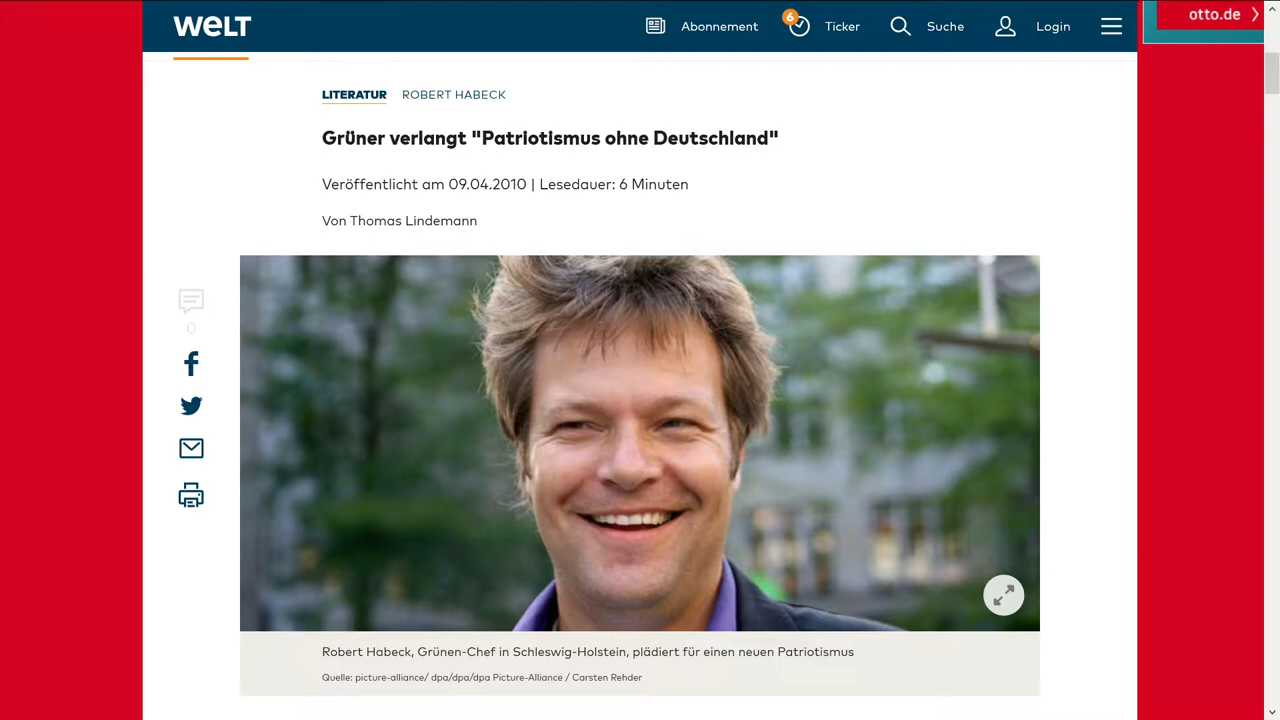 WELT
Abonnement
6
Ticker
Suche
Login
otto.de
LITERATUR ROBERT HABECK
Grüner verlangt "Patriotismus ohne Deutschland"
Veröffentlicht am 09.04.2010 | Lesedauer: 6 Minuten
Von Thomas Lindemann
0
Robert Habeck, Grünen-Chef in Schleswig-Holstein, plädiert für einen neuen Patriotismus
Quelle: picture-alliance/ dpa/dpa/dpa Picture-Alliance / Carsten Rehder